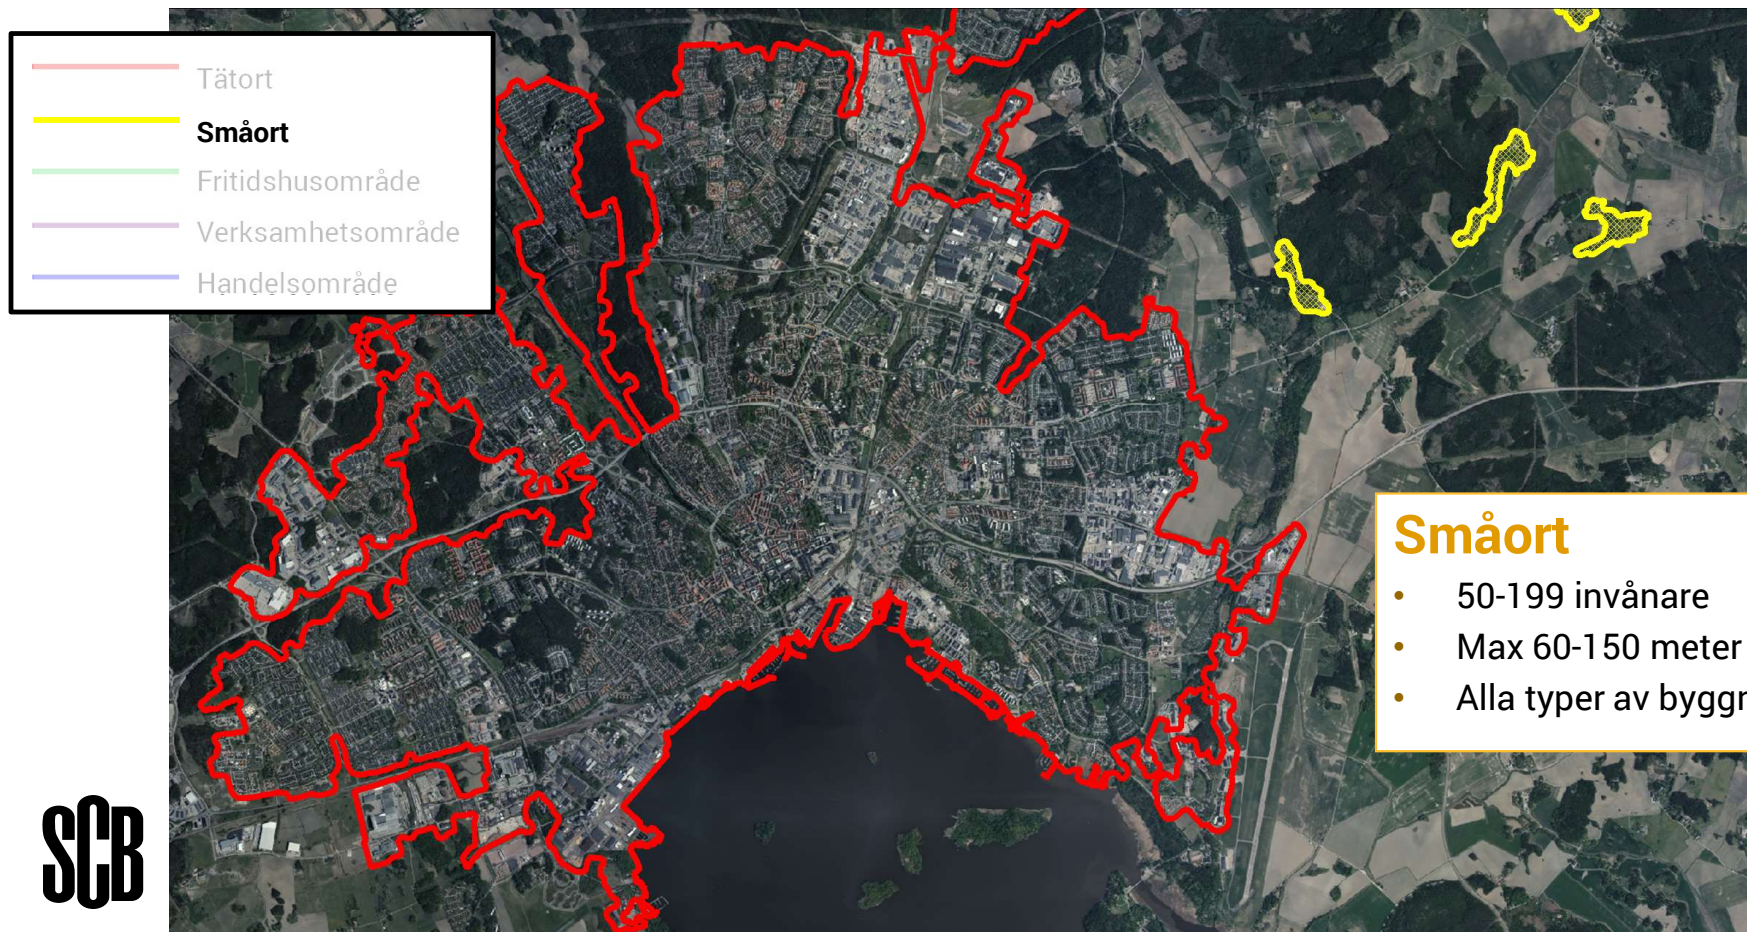 Tätort
Småort
Fritidshusområde
Verksamhetsområde
Handelsområde
Småort
• 50-199 invånare
• Max 60-150 meter
• Alla typer av
SCB